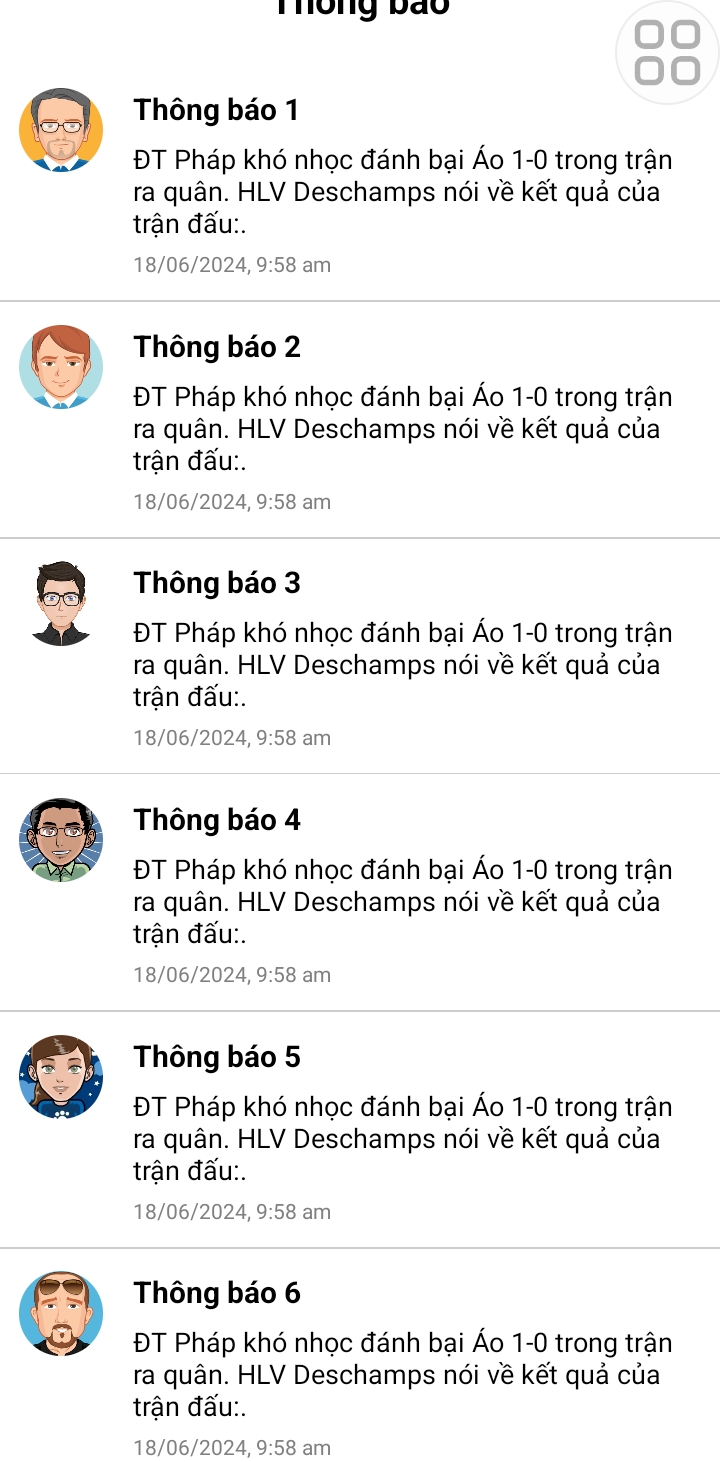 Thông báo
Thông báo 1
ĐT Pháp khó nhọc đánh bại Áo 1-0 trong trận
ra quân. HLV Deschamps nói về kết quả của
trận đấu:.
18/06/2024, 9:58 am
Thông báo 2
ĐT Pháp khó nhọc đánh bại Áo 1-0 trong trận
ra quân. HLV Deschamps nói về kết quả của
trận đấu:.
18/06/2024, 9:58 am
Thông báo 3
ĐT Pháp khó nhọc đánh bại Áo 1-0 trong trận
ra quân. HLV Deschamps nói về kết quả của
trận đấu:.
18/06/2024, 9:58 am
Thông báo 4
ĐT Pháp khó nhọc đánh bại Áo 1-0 trong trận
ra quân. HLV Deschamps nói về kết quả của
trận đấu:.
18/06/2024, 9:58 am
Thông báo 5
ĐT Pháp khó nhọc đánh bại Áo 1-0 trong trận
ra quân. HLV Deschamps nói về kết quả của
trận đấu:.
18/06/2024, 9:58 am
Thông báo 6
ĐT Pháp khó nhọc đánh bại Áo 1-0 trong trận
ra quân. HLV Deschamps nói về kết quả của
trận đấu:.
18/06/2024, 9:58 am